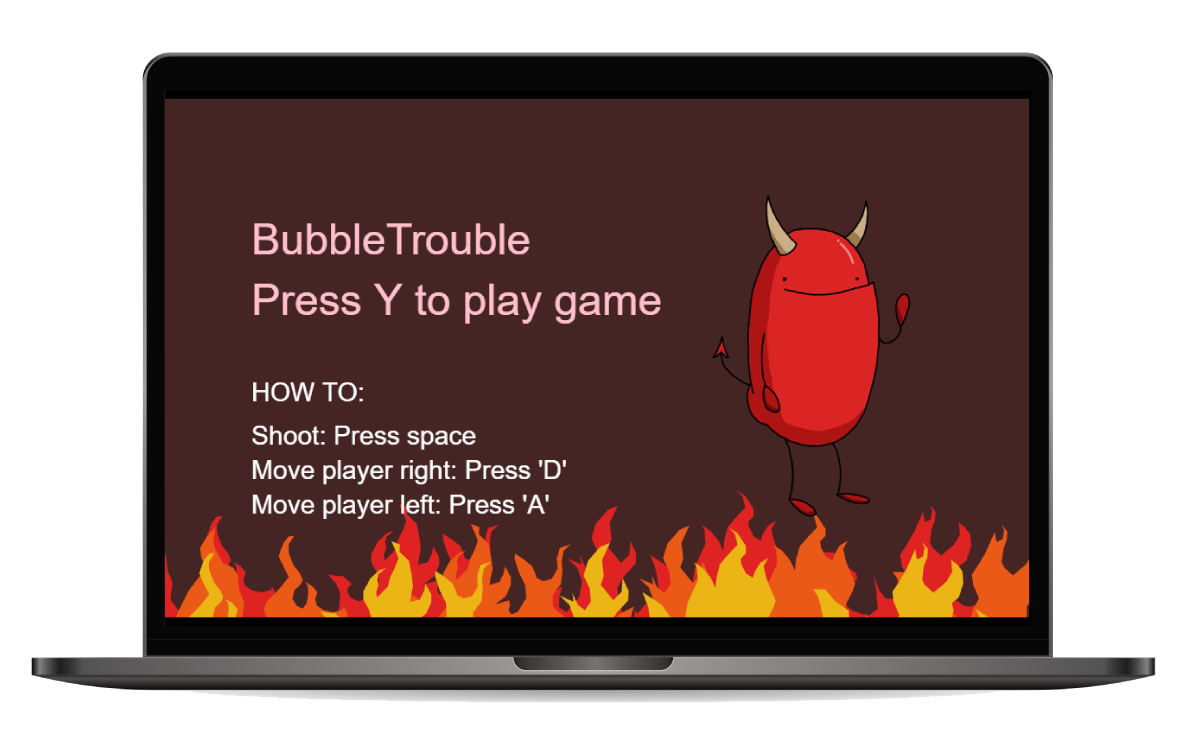 BubbleTrouble
Press Y to play game
HOW TO:
Shoot: Press space
Move player right: Press 'D'
Move player left: Press 'A'